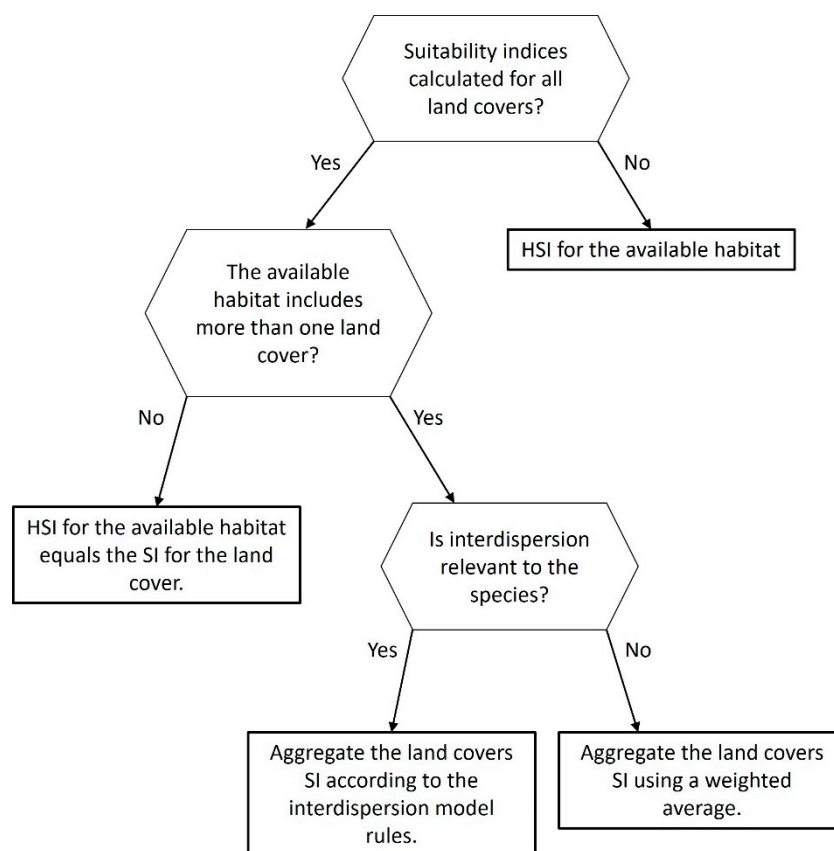 Suitability indices
calculated for all
land covers?
Yes
No
HSI for the available habitat
The available
habitat includes
more than one land
cover?
No
Yes
HSI for the available habitat
equals the SI for the land
cover.
Is interdispersion
relevant to the
species?
Yes
No
Aggregate the land covers
SI according to the
interdispersion model
rules.
Aggregate the land covers
SI using a weighted
average.